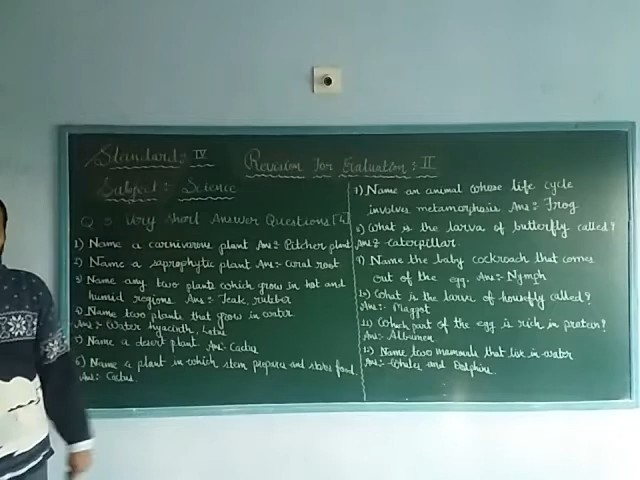 Standard:- IV
Revision For Evaluation:- II
Subject:- Science
Q 3 Very Short Answer Questions [4]
1) Name a carnivorous plant Ans:- Pitcher plant
2) Name a saprophytic plant Ans:- Coral root
3) Name any two plants which grow in hot and
humid regions. Ans:- Teak, rubber
4) Name two plants that grow in water
Ans:- Water hyacinth, Lotus
5) Name a desert plant. Ans:- Cactus
6) Name a plant in which stem prepares and stores food.
Ans:- Cactus.
7) Name an animal whose life cycle
involves metamorphosis Ans:- Frog
8) What is the larva of butterfly called?
Ans:- Caterpillar.
9) Name the baby cockroach that comes
out of the egg. Ans:- Nymph
10) What is the larva of housefly called?
Ans:- Maggot
11) Which part of the egg is rich in protein?
Ans:- Albumen
12) Name two mammals that live in water
Ans:- Whales and Dolphins.